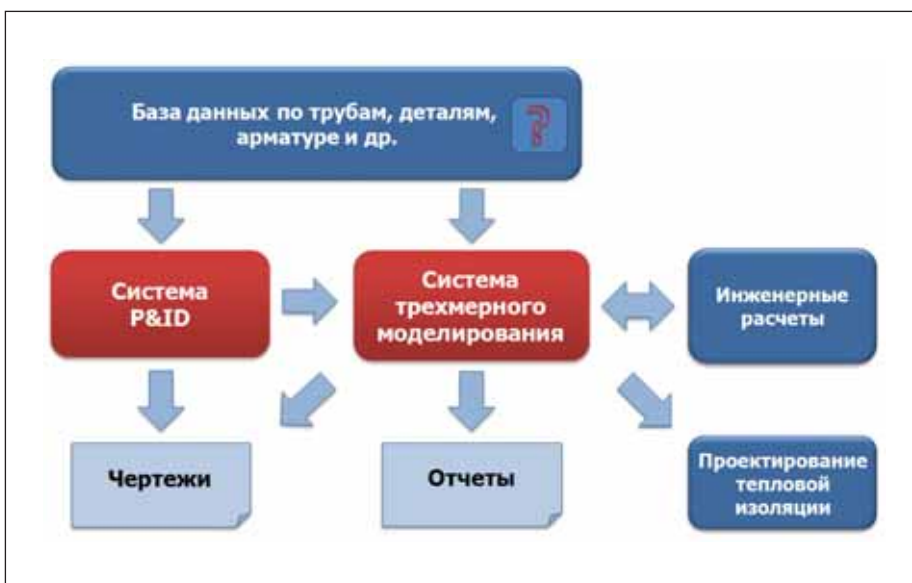 База данных по трубам, деталям,
арматуре и др.
?
Система
P&ID
Система
трехмерного
моделирования
Инженерные
расчеты
Чертежи
Отчеты
Проектирование
тепловой
изоляции